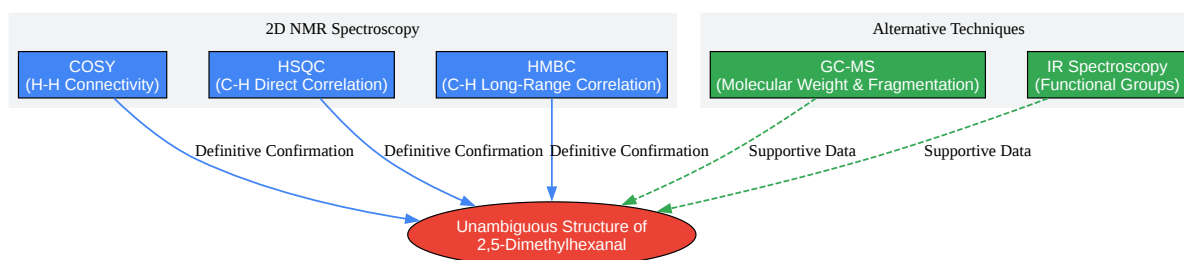 2D NMR Spectroscopy
Alternative Techniques
COSY
(H-H Connectivity)
HSQC
(C-H Direct Correlation)
HMBC
(C-H Long-Range Correlation)
GC-MS
(Molecular Weight & Fragmentation)
IR Spectroscopy
(Functional Groups)
Definitive Confirmation
Definitive Confirmation
Definitive Confirmation
Supportive Data
Supportive Data
Unambiguous Structure of
2,5-Dimethylhexanal